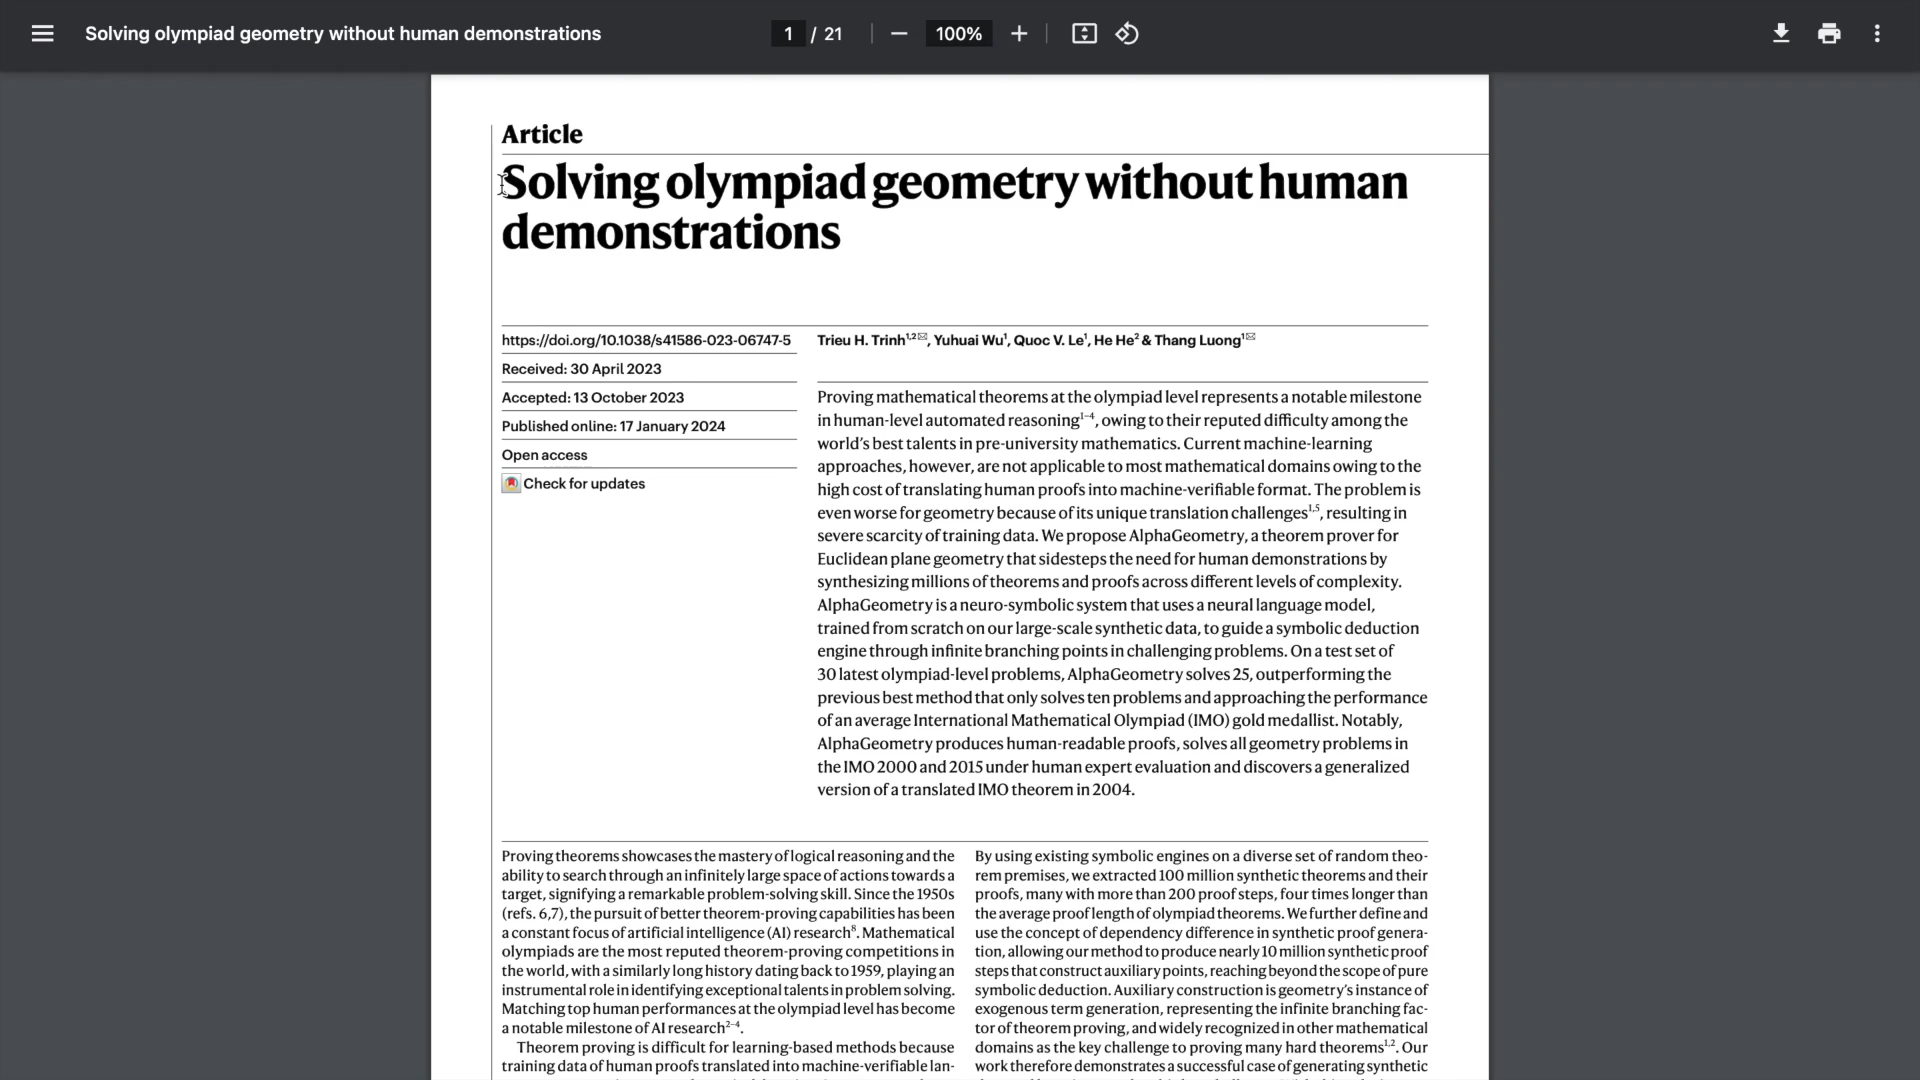 Solving olympiad geometry without human demonstrations
1 / 21
100%
Article
Solving olympiad geometry without human
demonstrations
https://doi.org/10.1038/s41586-023-06747-5
Received: 30 April 2023
Accepted: 13 October 2023
Published online: 17 January 2024
Open access
Check for updates
Trieu H. Trinh1,2✉, Yuhuai Wu1, Quoc V. Le1, He He2 & Thang Luong1✉
Proving mathematical theorems at the olympiad level represents a notable milestone
in human-level automated reasoning1–4, owing to their reputed difficulty among the
world’s best talents in pre-university mathematics. Current machine-learning
approaches, however, are not applicable to most mathematical domains owing to the
high cost of translating human proofs into machine-verifiable format. The problem is
even worse for geometry because of its unique translation challenges1,5, resulting in
severe scarcity of training data. We propose AlphaGeometry, a theorem prover for
Euclidean plane geometry that sidesteps the need for human demonstrations by
synthesizing millions of theorems and proofs across different levels of complexity.
AlphaGeometry is a neuro-symbolic system that uses a neural language model,
trained from scratch on our large-scale synthetic data, to guide a symbolic deduction
engine through infinite branching points in challenging problems. On a test set of
30 latest olympiad-level problems, AlphaGeometry solves 25, outperforming the
previous best method that only solves ten problems and approaching the performance
of an average International Mathematical Olympiad (IMO) gold medallist. Notably,
AlphaGeometry produces human-readable proofs, solves all geometry problems in
the IMO 2000 and 2015 under human expert evaluation and discovers a generalized
version of a translated IMO theorem in 2004.
Proving theorems showcases the mastery of logical reasoning and the
ability to search through an infinitely large space of actions towards a
target, signifying a remarkable problem-solving skill. Since the 1950s
(refs. 6,7), the pursuit of better theorem-proving capabilities has been
a constant focus of artificial intelligence (AI) research8. Mathematical
olympiads are the most reputed theorem-proving competitions in
the world, with a similarly long history dating back to 1959, playing an
instrumental role in identifying exceptional talents in problem solving.
Matching top human performances at the olympiad level has become
a notable milestone of AI research2–4.
Theorem proving is difficult for learning-based methods because
training data of human proofs translated into machine-verifiable lan-
By using existing symbolic engines on a diverse set of random theo-
rem premises, we extracted 100 million synthetic theorems and their
proofs, many with more than 200 proof steps, four times longer than
the average proof length of olympiad theorems. We further define and
use the concept of dependency difference in synthetic proof genera-
tion, allowing our method to produce nearly 10 million synthetic proof
steps that construct auxiliary points, reaching beyond the scope of pure
symbolic deduction. Auxiliary construction is geometry’s instance of
exogenous term generation, representing the infinite branching fac-
tor of theorem proving, and widely recognized in other mathematical
domains as the key challenge to proving many hard theorems1,2. Our
work therefore demonstrates a successful case of generating synthetic